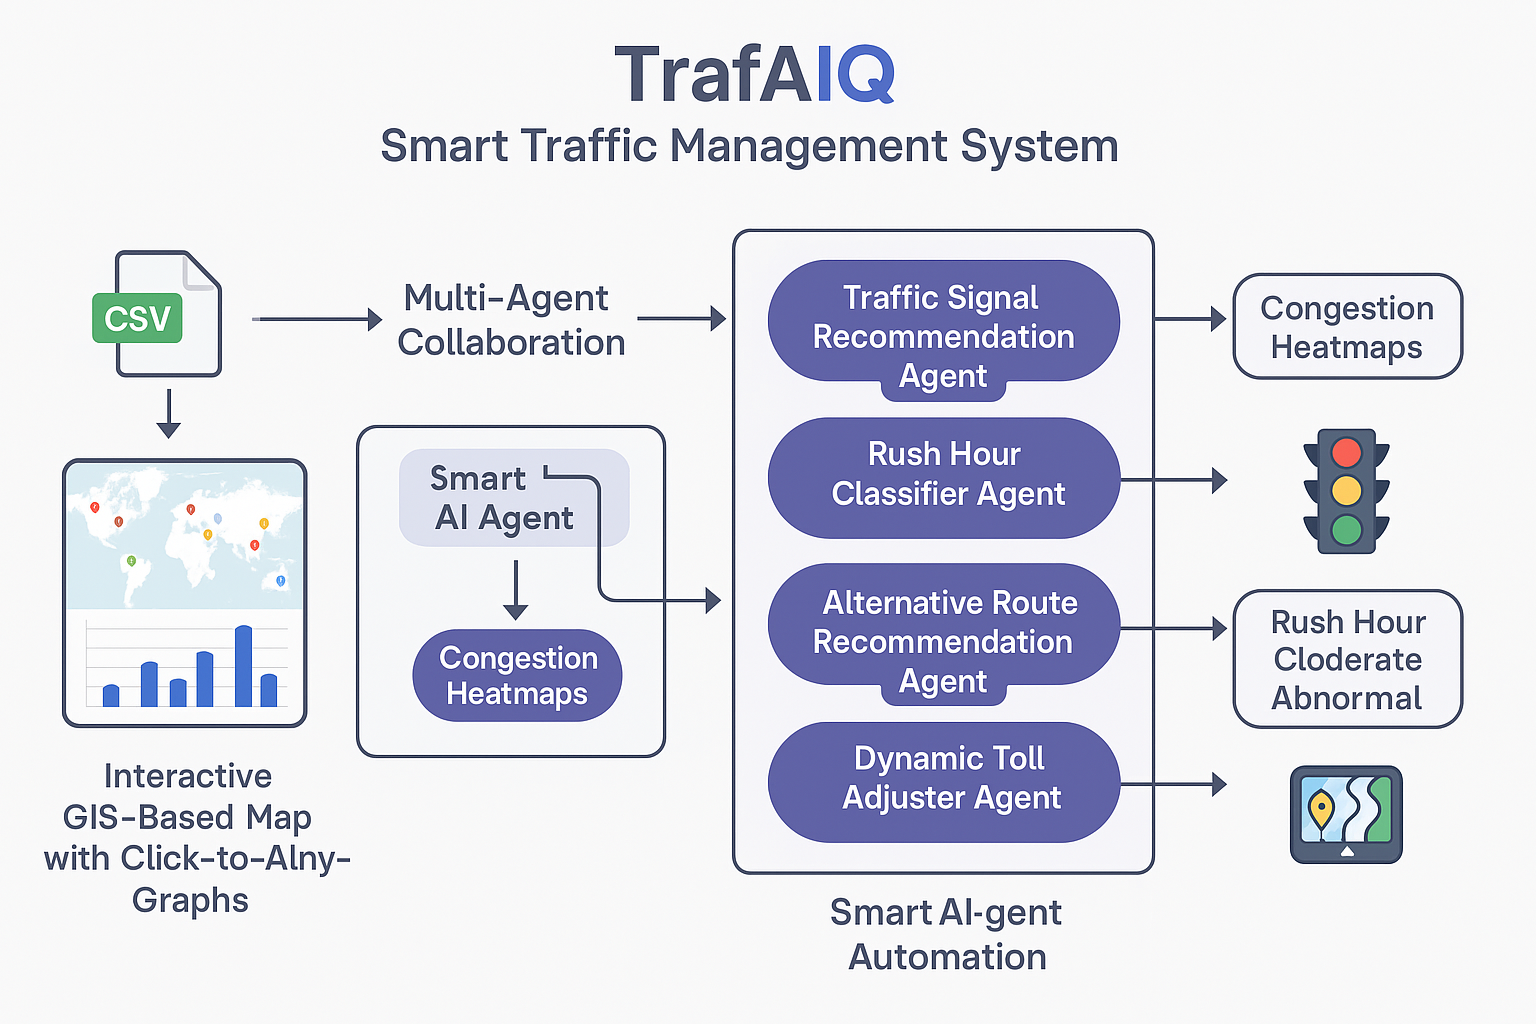 TrafAIQ
Smart Traffic Management System
CSV
Multi-Agent
Collaboration
Interactive
GIS-Based Map
with Click-to-Alny-
Graphs
Smart
AI Agent
Congestion
Heatmaps
Traffic Signal
Recommendation
Agent
Rush Hour
Classifier Agent
Alternative Route
Recommendation
Agent
Dynamic Toll
Adjuster Agent
Smart AI-gent
Automation
Congestion
Heatmaps
Rush Hour
Cloderate
Abnormal